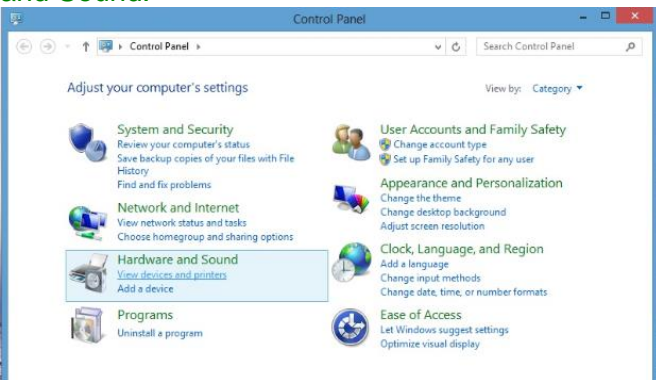 and Sound.
Control Panel
Control Panel
Search Control Panel
Adjust your computer's settings
View by: Category
System and Security
Review your computer's status
Save backup copies of your files with File
History
Find and fix problems
Network and Internet
View network status and tasks
Choose homegroup and sharing options
Hardware and Sound
View devices and printers
Add a device
Programs
Uninstall a program
User Accounts and Family Safety
Change account type
Set up Family Safety for any user
Appearance and Personalization
Change the theme
Change desktop background
Adjust screen resolution
Clock, Language, and Region
Add a language
Change input methods
Change date, time, or number formats
Ease of Access
Let Windows suggest settings
Optimize visual display